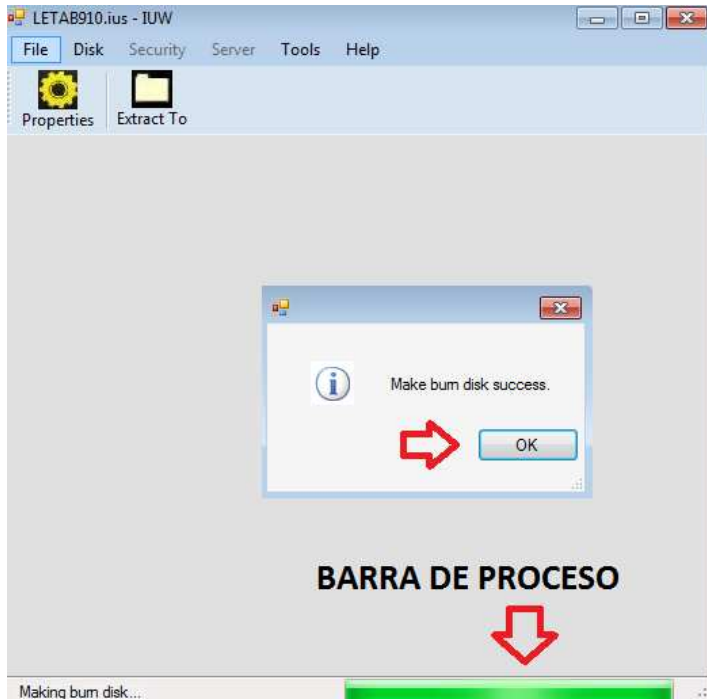 LETAB910.ius - IUW
File Disk Security Server Tools Help
Properties Extract To
Make burn disk success.
OK
BARRA DE PROCESO
Making burn disk...